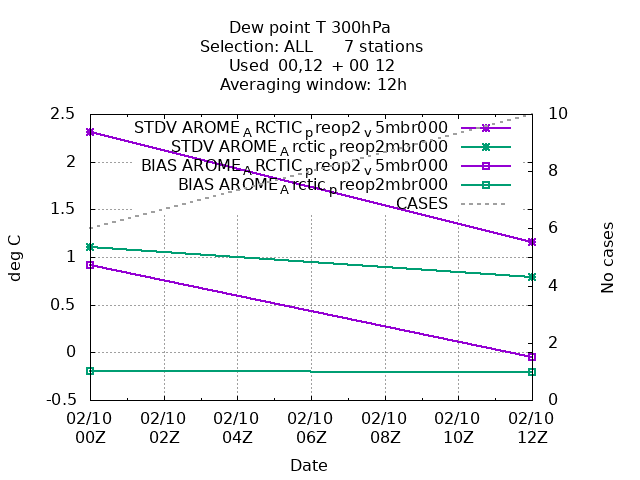 Dew point T 300hPa
Selection: ALL 7 stations
Used 00,12 + 00 12
Averaging window: 12h
2.5
2
1.5
1
0.5
0
-0.5
deg C
STDV AROME_ARCTIC_preop2_v5mbr000
STDV AROME_Arctic_preop2mbr000
BIAS AROME_ARCTIC_preop2_v5mbr000
BIAS AROME_Arctic_preop2mbr000
CASES
10
8
6
4
2
0
No cases
02/10 02/10 02/10 02/10 02/10 02/10 02/10
00Z 02Z 04Z 06Z 08Z 10Z 12Z
Date